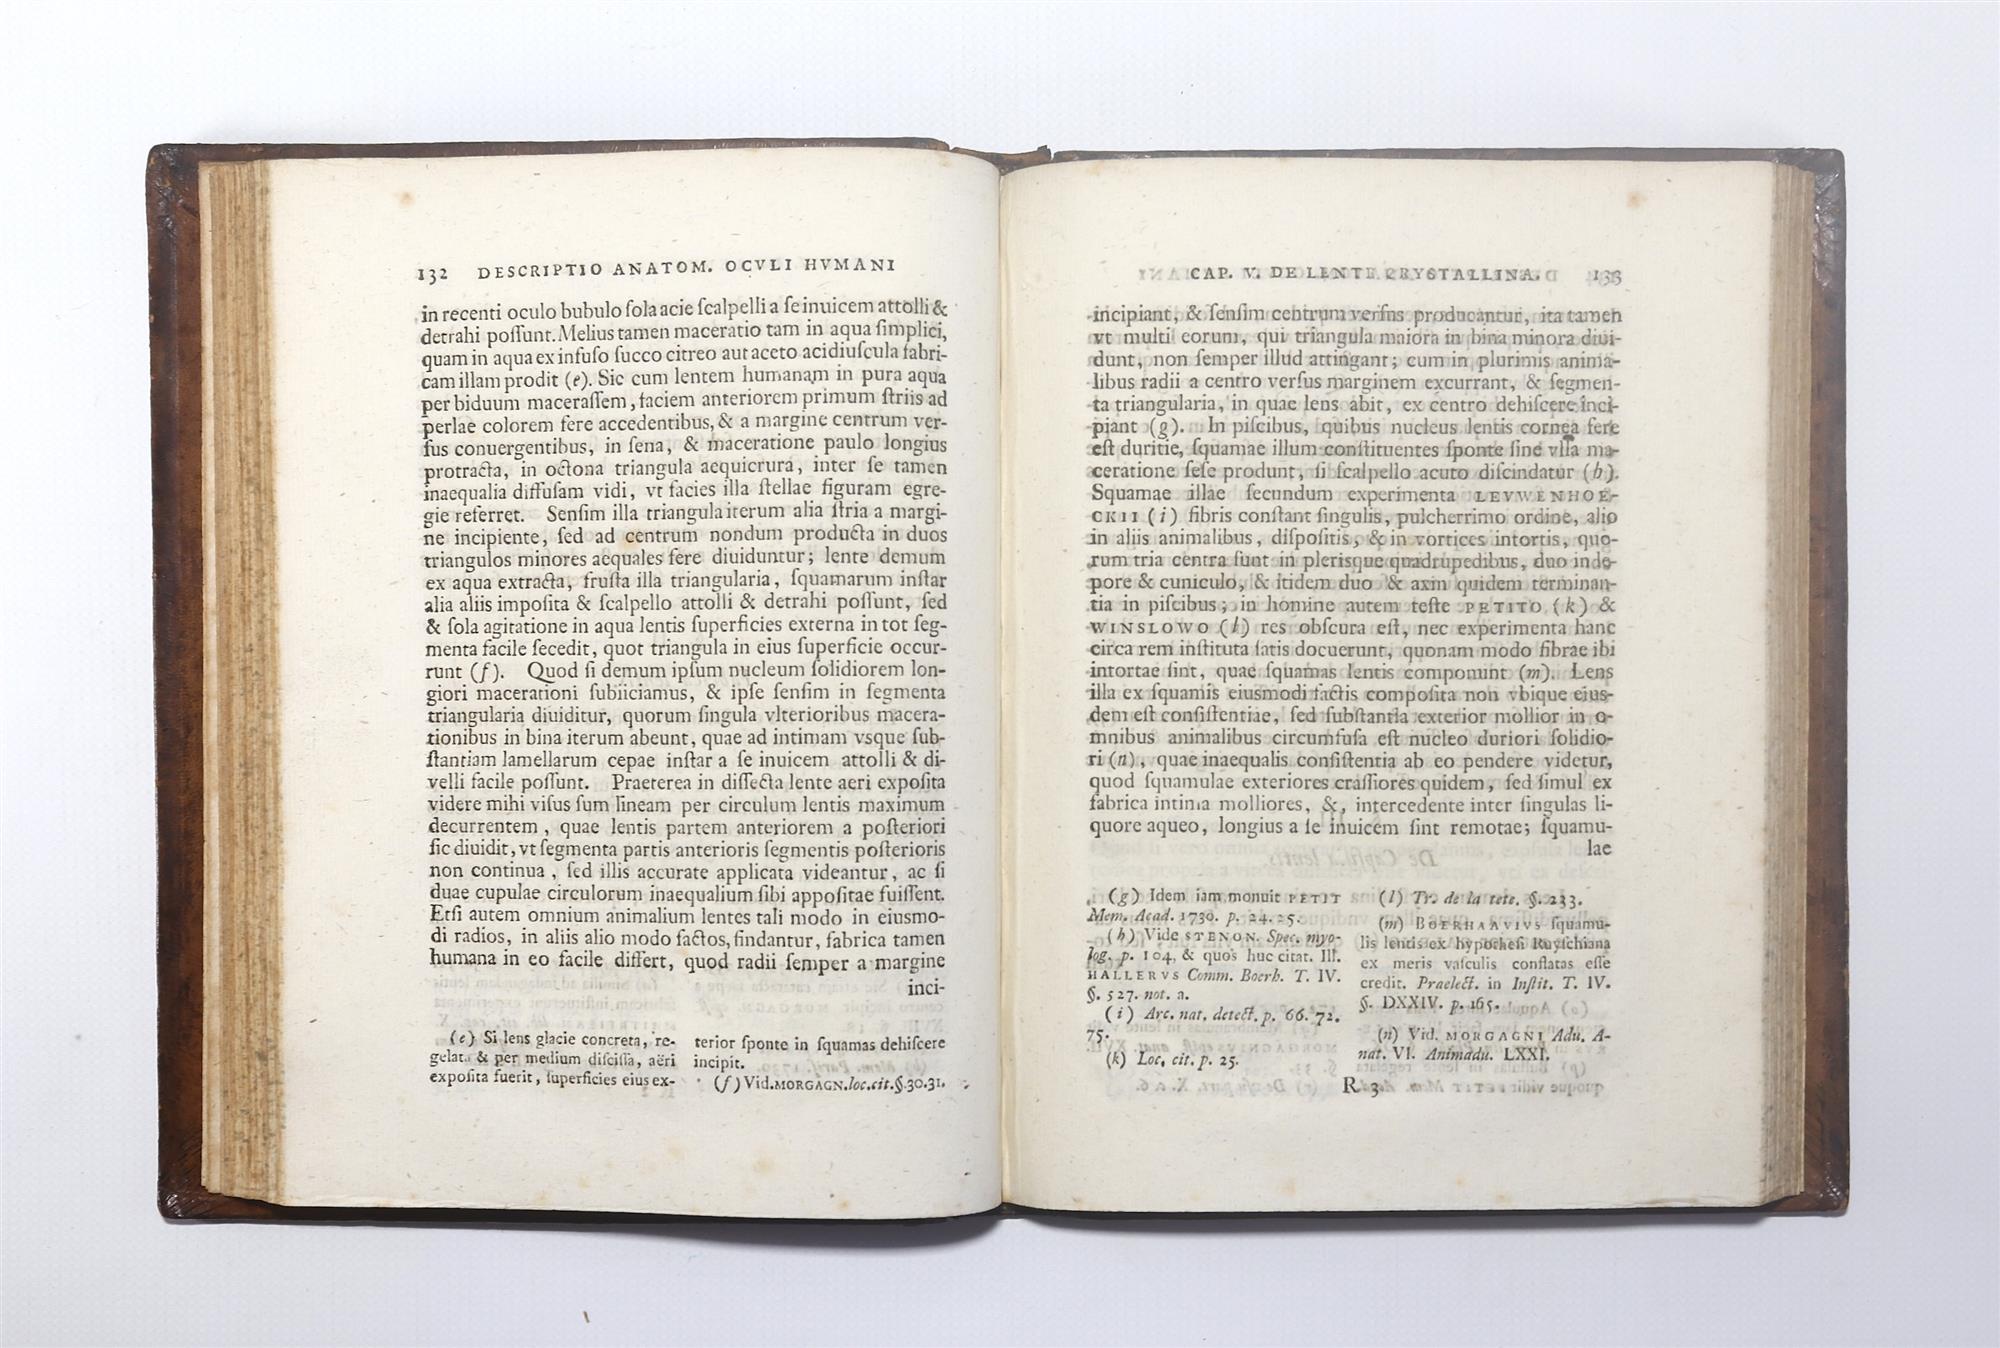 132 DESCRIPTIO ANATOM. OCVLI HVMANI
in recenti oculo bubulo ſola acie ſcalpelli a ſe inuicem attolli &
detrahi poſſunt. Melius tamen maceratio tam in aqua ſimplici,
quam in aqua ex infuſo ſucco citreo aut aceto acidiuſcula fabri-
cam illam prodit (e). Sic cum lentem humanam in pura aqua
per biduum maceraſſem, faciem anteriorem primum ſtriis ad
perlae colorem fere accedentibus, & a margine centrum ver-
ſus conuergentibus, in ſena, & maceratione paulo longius
protracta, in octona triangula aequicrura, inter ſe tamen
inaequalia diffuſam vidi, vt facies illa ſtellae figuram egre-
gie referret. Senſim illa triangula iterum alia ſtria a margi-
ne incipiente, ſed ad centrum nondum producta in duos
triangulos minores aequales fere diuiduntur; lente demum
ex aqua extracta, fruſta illa triangularia, ſquamarum inſtar
alia aliis impoſita & ſcalpello attolli & detrahi poſſunt, ſed
& ſola agitatione in aqua lentis ſuperficies externa in tot ſeg-
menta facile ſecedit, quot triangula in eius ſuperficie occur-
runt (f). Quod ſi demum ipſum nucleum ſolidiorem lon-
giori macerationi ſubiiciamus, & ipſe ſenſim in ſegmenta
triangularia diuiditur, quorum ſingula vlterioribus macera-
tionibus in bina iterum abeunt, quae ad intimam vsque ſub-
ſtantiam lamellarum cepae inſtar a ſe inuicem attolli & di-
velli facile poſſunt. Praeterea in diſſecta lente aeri expoſita
videre mihi viſus ſum lineam per circulum lentis maximum
decurrentem, quae lentis partem anteriorem a poſteriori
ſic diuidit, vt ſegmenta partis anterioris ſegmentis poſterioris
non continua, ſed illis accurate applicata videantur, ac ſi
duae cupulae circulorum inaequalium ſibi appoſitae fuiſſent.
Etſi autem omnium animalium lentes tali modo in eiusmo-
di radios, in aliis alio modo factos, findantur, fabrica tamen
humana in eo facile differt, quod radii ſemper a margine
inci-
(e) Si lens glacie concreta, re-
gelata & per medium diſciſſa, aëri
expoſita fuerit, ſuperficies eius ex-
terior ſponte in ſquamas dehiſcere
incipit.
(f) Vid. MORGAGN. loc. cit. §. 30. 31.
CAP. V. DE LENTE CRYSTALLINA. 133
incipiant, & ſenſim centrum verſus producantur, ita tamen
vt multi eorum, qui triangula maiora in bina minora diui-
dunt, non ſemper illud attingant; cum in plurimis anima-
libus radii a centro verſus marginem excurrant, & ſegmen-
ta triangularia, in quae lens abit, ex centro dehiſcere inci-
piant (g). In piſcibus, quibus nucleus lentis cornea fere
eſt duritie, ſquamae illum conſtituentes ſponte ſine vlla ma-
ceratione ſeſe produnt, ſi ſcalpello acuto diſcindatur (h).
Squamae illae ſecundum experimenta LEVWENHOE-
CKII (i) fibris conſtant ſingulis, pulcherrimo ordine, alio
in aliis animalibus, diſpoſitis, & in vortices intortis, quo-
rum tria centra ſunt in plerisque quadrupedibus, duo in le-
pore & cuniculo, & itidem duo & axin quidem terminan-
tia in piſcibus; in homine autem teſte PETITO (k) &
WINSLOWO (l) res obſcura eſt, nec experimenta hanc
circa rem inſtituta ſatis docuerunt, quonam modo fibrae ibi
intortae ſint, quae ſquamas lentis componunt (m). Lens
illa ex ſquamis eiusmodi factis compoſita non vbique eius-
dem eſt conſiſtentiae, ſed ſubſtantia exterior mollior in o-
mnibus animalibus circumfuſa eſt nucleo duriori ſolidio-
ri (n), quae inaequalis conſiſtentia ab eo pendere videtur,
quod ſquamulae exteriores craſſiores quidem, ſed ſimul ex
fabrica intima molliores, &, intercedente inter ſingulas li-
quore aqueo, longius a ſe inuicem ſint remotae; ſquamu-
lae
(g) Idem iam monuit PETIT
Mem. Acad. 1730. p. 24. 25.
(h) Vide STENON. Spec. myo-
log. p. 104, & quos huc citat. Ill.
HALLERVS Comm. Boerh. T. IV.
§. 527. not. a.
(i) Arc. nat. detect. p. 66. 72.
75.
(k) Loc. cit. p. 25.
(l) Tr. de la tete. §. 233.
(m) BOERHAAVIVS ſquamu-
lis lentis ex hypotheſi Ruyſchiana
ex meris vaſculis conflatas eſſe
credit. Praelect. in Inſtit. T. IV.
§. DXXIV. p. 165.
(n) Vid. MORGAGNI Adu. A-
nat. VI. Animadu. LXXI.
R 3